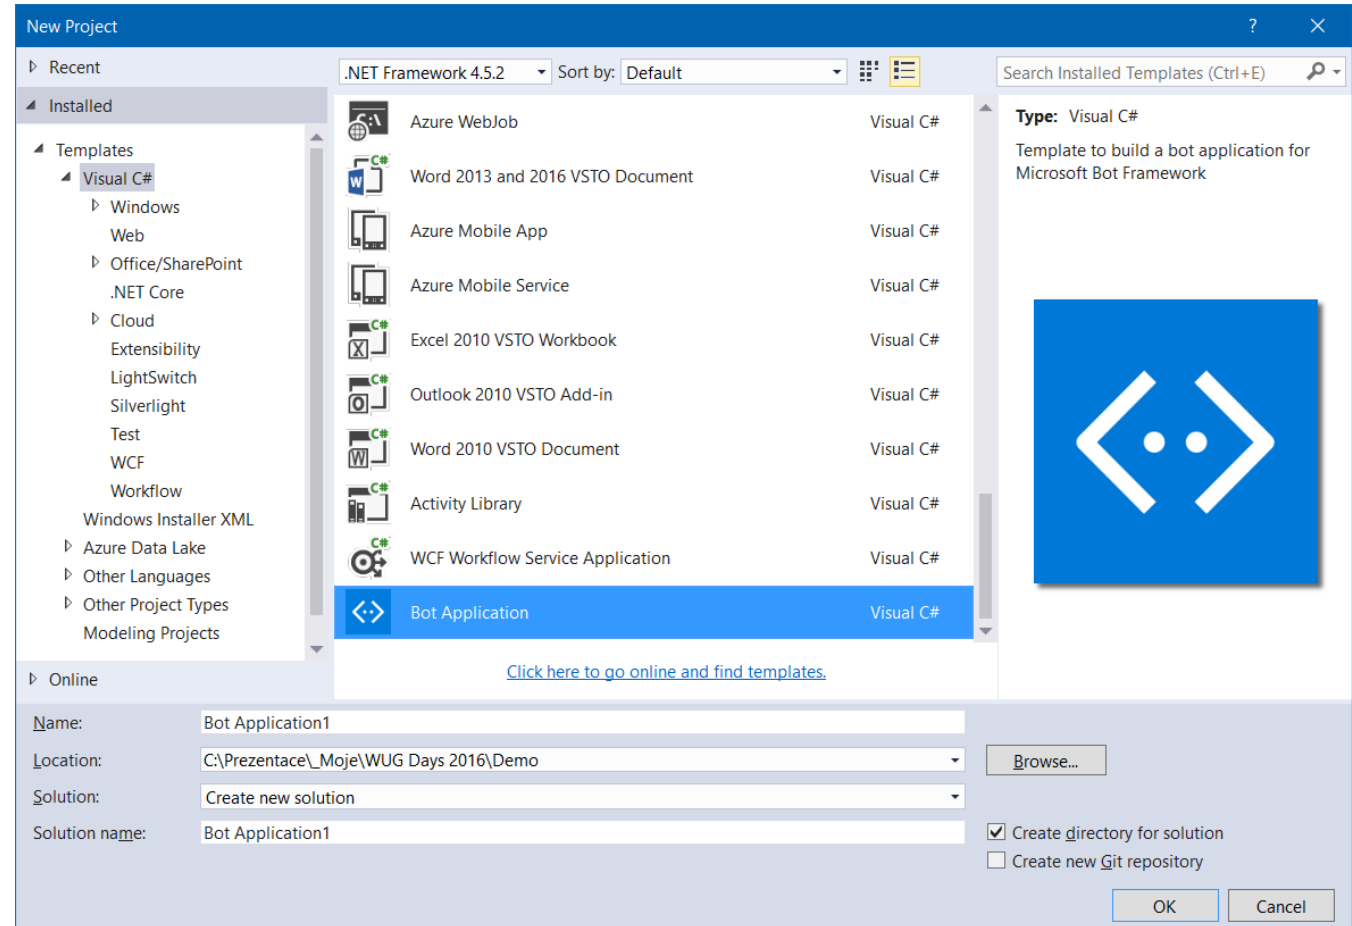 New Project
?
Recent
.NET Framework 4.5.2
Sort by:
Default
Search Installed Templates (Ctrl+E)
Installed
Templates
Visual C#
Windows
Web
Office/SharePoint
.NET Core
Cloud
Extensibility
LightSwitch
Silverlight
Test
WCF
Workflow
Windows Installer XML
Azure Data Lake
Other Languages
Other Project Types
Modeling Projects
Online
C:\ Azure WebJob Visual C#
C# W Word 2013 and 2016 VSTO Document Visual C#
Azure Mobile App Visual C#
Azure Mobile Service Visual C#
C# X Excel 2010 VSTO Workbook Visual C#
C# O Outlook 2010 VSTO Add-in Visual C#
C# W Word 2010 VSTO Document Visual C#
C# Activity Library Visual C#
C# WCF Workflow Service Application Visual C#
Bot Application Visual C#
Click here to go online and find templates.
Type: Visual C#
Template to build a bot application for
Microsoft Bot Framework
Name: Bot Application1
Location: C:\Prezentace\_Moje\WUG Days 2016\Demo
Browse...
Solution: Create new solution
Solution name: Bot Application1
Create directory for solution
Create new Git repository
OK
Cancel